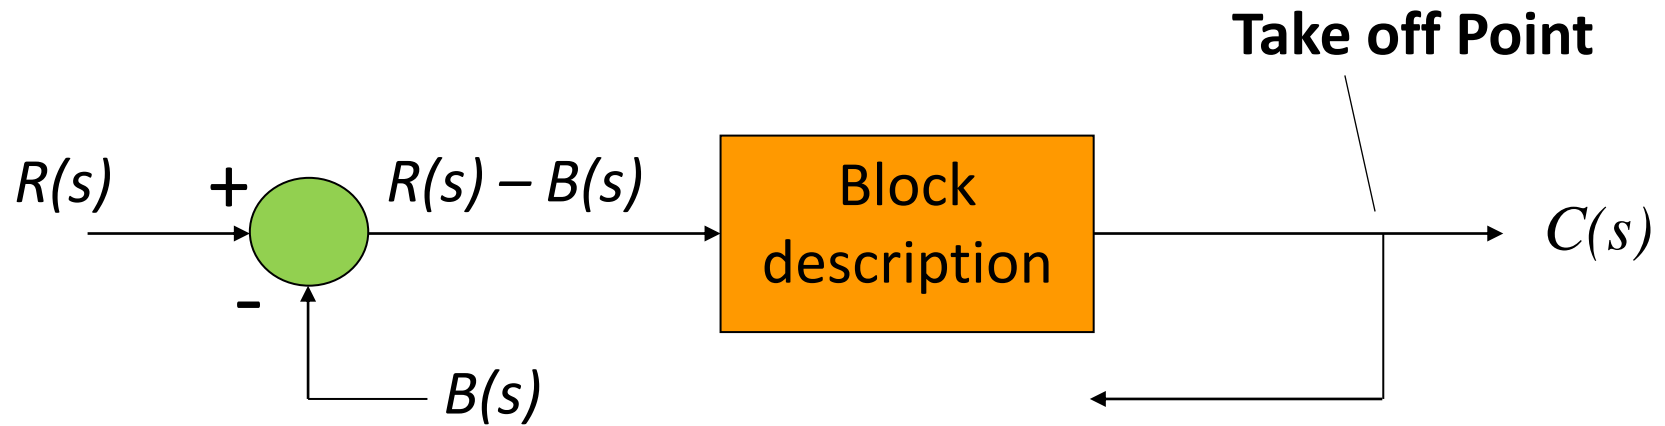 Take off Point
R(s)
+
R(s) – B(s)
Block
description
C(s)
-
B(s)